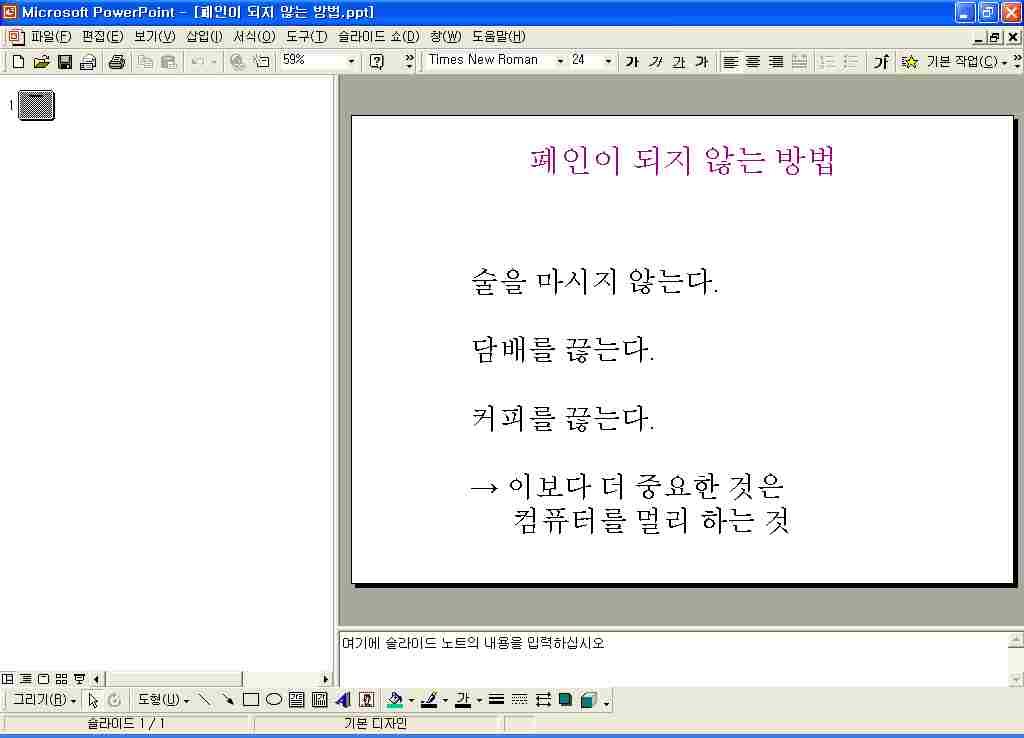 Microsoft PowerPoint - [폐인이 되지 않는 방법.ppt]
파일(F) 편집(E) 보기(V) 삽입(I) 서식(O) 도구(T) 슬라이드 쇼(D) 창(W) 도움말(H)
59% Times New Roman 24 가 가 가 가 기본 작업(C)
1
폐인이 되지 않는 방법
술을 마시지 않는다.
담배를 끊는다.
커피를 끊는다.
→ 이보다 더 중요한 것은
컴퓨터를 멀리 하는 것
여기에 슬라이드 노트의 내용을 입력하십시오
그리기(R) 도형(U) 가
슬라이드 1 / 1 기본 디자인